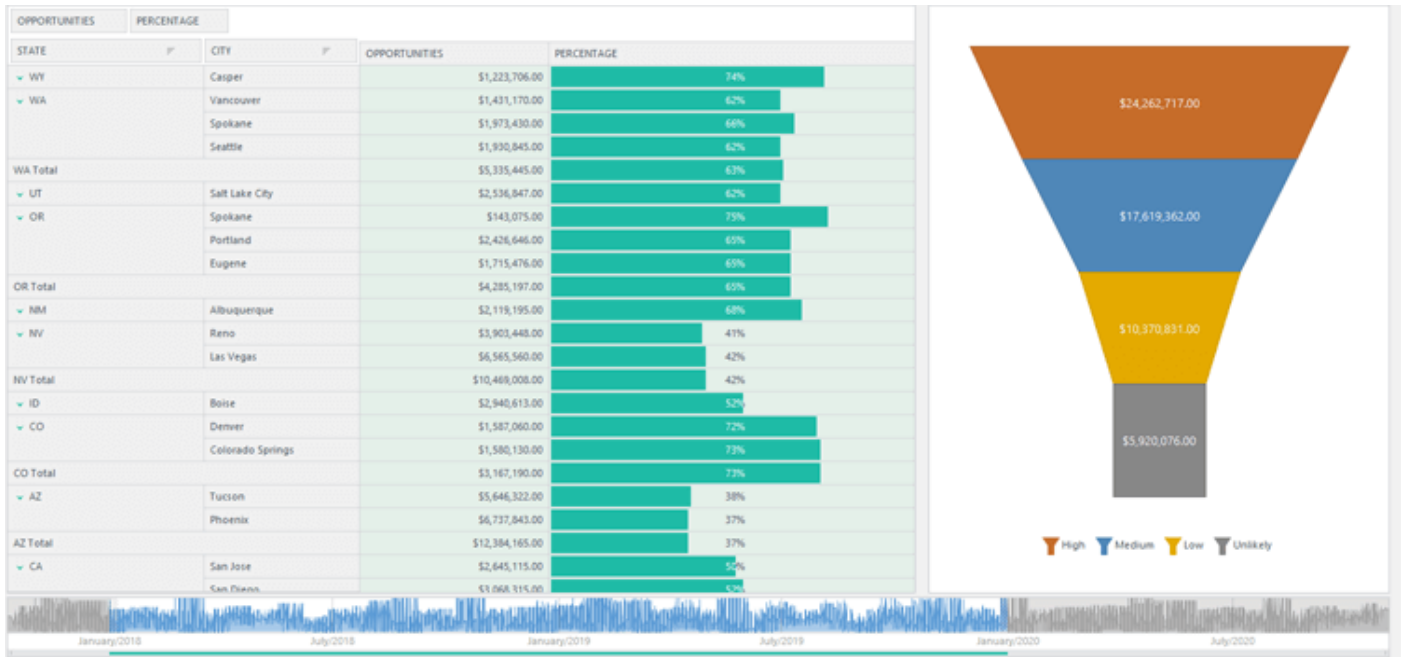 OPPORTUNITIES PERCENTAGE
STATE CITY OPPORTUNITIES PERCENTAGE
WY Casper $1,223,706.00 74%
WA Vancouver $1,431,170.00 62%
Spokane $1,973,430.00 66%
Seattle $1,930,845.00 62%
WA Total $5,335,445.00 63%
UT Salt Lake City $2,536,847.00 62%
OR Spokane $143,075.00 75%
Portland $2,426,646.00 65%
Eugene $1,715,476.00 65%
OR Total $4,285,197.00 65%
NM Albuquerque $2,119,195.00 68%
NV Reno $3,903,448.00 41%
Las Vegas $6,565,560.00 42%
NV Total $10,469,008.00 42%
ID Boise $2,940,613.00 52%
CO Denver $1,587,060.00 72%
Colorado Springs $1,580,130.00 73%
CO Total $3,167,190.00 73%
AZ Tucson $5,646,322.00 38%
Phoenix $6,737,843.00 37%
AZ Total $12,384,165.00 37%
CA San Jose $2,645,115.00 50%
San Diego $3,068,315.00 52%
$24,262,717.00
$17,619,362.00
$10,370,831.00
$5,920,076.00
High Medium Low Unlikely
January/2018 July/2018 January/2019 July/2019 January/2020 July/2020